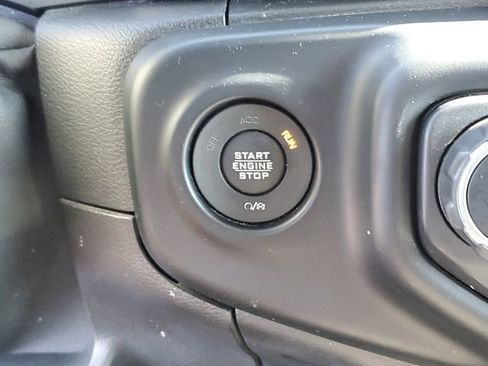 OFF
ACC
RUN
START
ENGINE
STOP